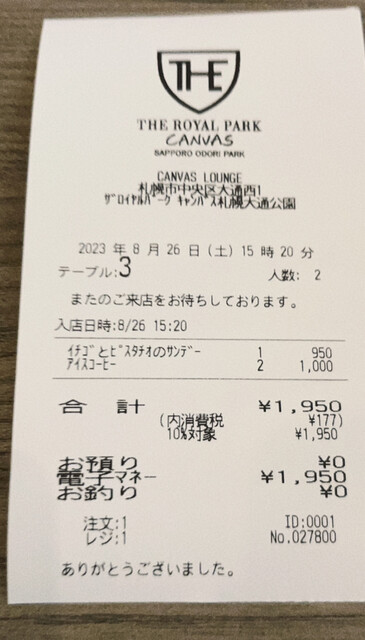 THE
THE ROYAL PARK
CANVAS
SAPPORO ODORI PARK
CANVAS LOUNGE
札幌市中央区大通西1
ｻﾞﾛｲﾔﾙﾊﾟｰｸ ｷｬﾝﾊﾞｽ札幌大通公園
2023 年 8 月 26 日 (土) 15 時 20 分
テーブル:3 人数: 2
またのご来店をお待ちしております。
入店日時:8/26 15:20
ｲﾁｺﾞとﾋﾟｽﾀﾁｵのｻﾝﾃﾞｰ 1 950
ｱｲｽｺｰﾋｰ 2 1,000
合 計 ¥1,950
(内消費税 ¥177)
10%対象 ¥1,950
お預り ¥0
電子マネー ¥1,950
お釣り ¥0
注文:1 ID:0001
レジ:1 No.027800
ありがとうございました。